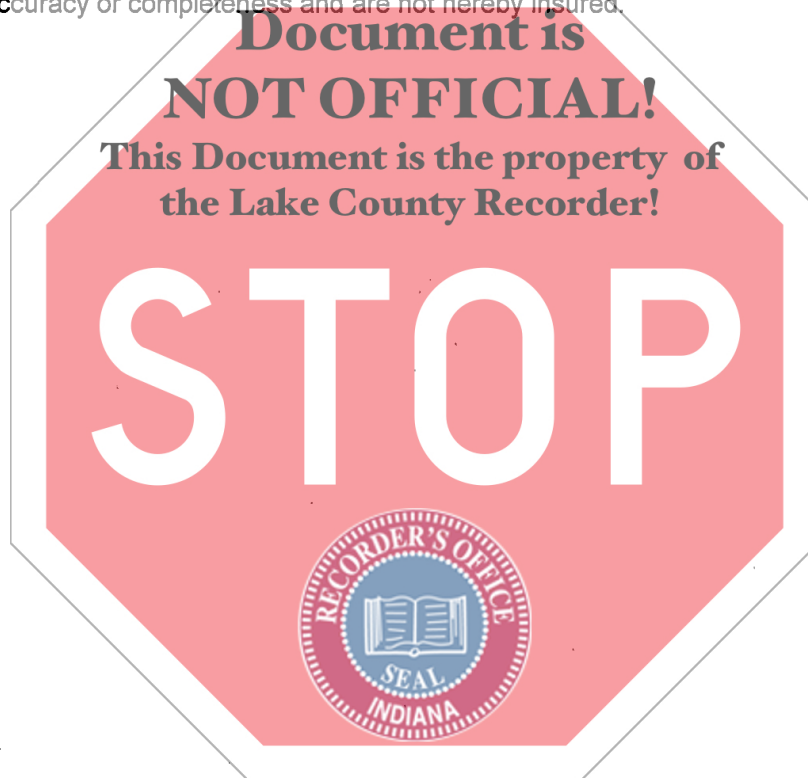 ccuracy or completeness and are not hereby insured.
Document is
NOT OFFICIAL!
This Document is the property of
the Lake County Recorder!
STOP
RECORDER'S OFFICE
SEAL
INDIANA